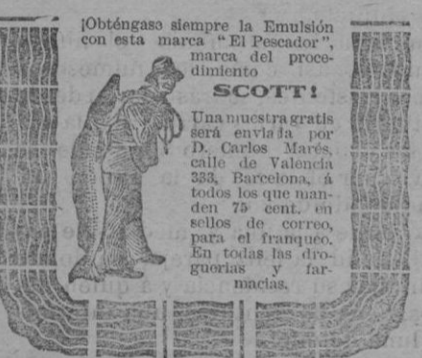 ¡Obténgase siempre la Emulsión
con esta marca "El Pescador",
marca del proce-
dimiento
SCOTT!
Una muestra gratis
será enviada por
D. Carlos Marés,
calle de Valencia
333, Barcelona, á
todos los que man-
den 75 cent. en
sellos de correo,
para el franqueo.
En todas las dro-
guerías y far-
macias.